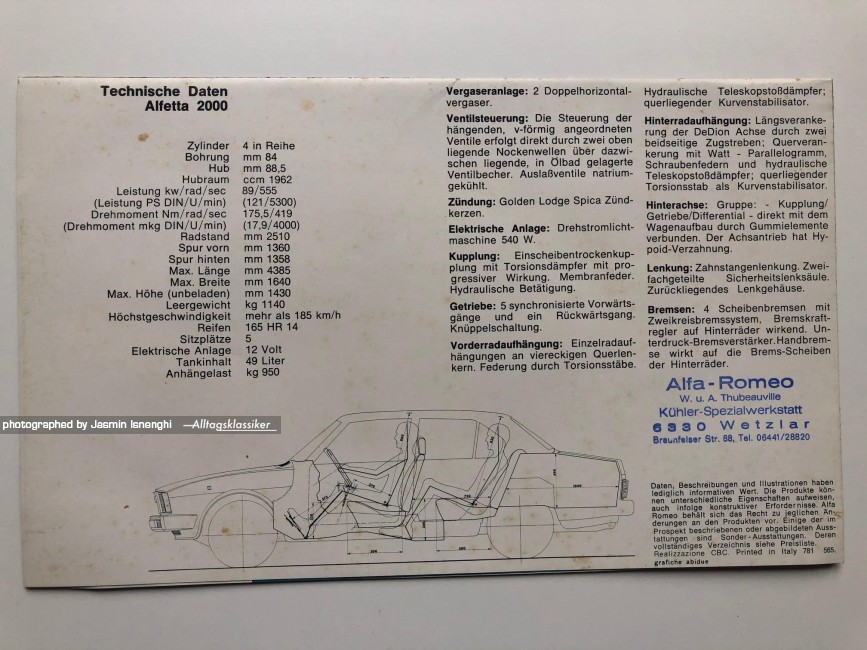 Technische Daten
Alfetta 2000
Zylinder 4 in Reihe
Bohrung mm 84
Hub mm 88,5
Hubraum ccm 1962
Leistung kw/rad/sec 89/555
(Leistung PS DIN/U/min) (121/5300)
Drehmoment Nm/rad/sec 175,5/419
(Drehmoment mkg DIN/U/min) (17,9/4000)
Radstand mm 2510
Spur vorn mm 1360
Spur hinten mm 1358
Max. Länge mm 4385
Max. Breite mm 1640
Max. Höhe (unbeladen) mm 1430
Leergewicht kg 1140
Höchstgeschwindigkeit mehr als 185 km/h
Reifen 165 HR 14
Sitzplätze 5
Elektrische Anlage 12 Volt
Tankinhalt 49 Liter
Anhängelast kg 950
Vergaseranlage: 2 Doppelhorizontal-
vergaser.
Ventilsteuerung: Die Steuerung der
hängenden, v-förmig angeordneten
Ventile erfolgt direkt durch zwei oben
liegende Nockenwellen über dazwi-
schen liegende, in Ölbad gelagerte
Ventilbecher. Auslaßventile natrium-
gekühlt.
Zündung: Golden Lodge Spica Zünd-
kerzen.
Elektrische Anlage: Drehstromlicht-
maschine 540 W.
Kupplung: Einscheibentrockenkup-
plung mit Torsionsdämpfer mit pro-
gressiver Wirkung. Membranfeder.
Hydraulische Betätigung.
Getriebe: 5 synchronisierte Vorwärts-
gänge und ein Rückwärtsgang.
Knüppelschaltung.
Vorderradaufhängung: Einzelradauf-
hängungen an viereckigen Querlen-
kern. Federung durch Torsionsstäbe.
Hydraulische Teleskopstoßdämpfer;
querliegender Kurvenstabilisator.
Hinterradaufhängung: Längsveranke-
rung der DeDion Achse durch zwei
beidseitige Zugstreben; Querveran-
kerung mit Watt - Parallelogramm,
Schraubenfedern und hydraulische
Teleskopstoßdämpfer; querliegender
Torsionsstab als Kurvenstabilisator.
Hinterachse: Gruppe: - Kupplung/
Getriebe/Differential - direkt mit dem
Wagenaufbau durch Gummielemente
verbunden. Der Achsantrieb hat Hy-
poid-Verzahnung.
Lenkung: Zahnstangenlenkung. Zwei-
fachgeteilte Sicherheitslenksäule.
Zurückliegendes Lenkgehäuse.
Bremsen: 4 Scheibenbremsen mit
Zweikreisbremssystem, Bremskraft-
regler auf Hinterräder wirkend. Un-
terdruck-Bremsverstärker. Handbrem-
se wirkt auf die Brems-Scheiben
der Hinterräder.
Alfa-Romeo
W. u. A. Thubeauville
Kühler-Spezialwerkstatt
6330 Wetzlar
Braunfelser Str. 88, Tel. 06441/28820
Daten, Beschreibungen und Illustrationen haben
lediglich informativen Wert. Die Produkte kön-
nen unterschiedliche Eigenschaften aufweisen,
auch infolge konstruktiver Erfordernisse. Alfa
Romeo behält sich das Recht zu jeglichen Än-
derungen an den Produkten vor. Einige der im
Prospekt beschriebenen oder abgebildeten Auss-
tattungen sind Sonder-Ausstattungen. Deren
vollständiges Verzeichnis siehe Preisliste.
Realizzazione CBC. Printed in Italy 781 565.
grafiche abidue
photographed by Jasmin Isnenghi —Alltagsklassiker